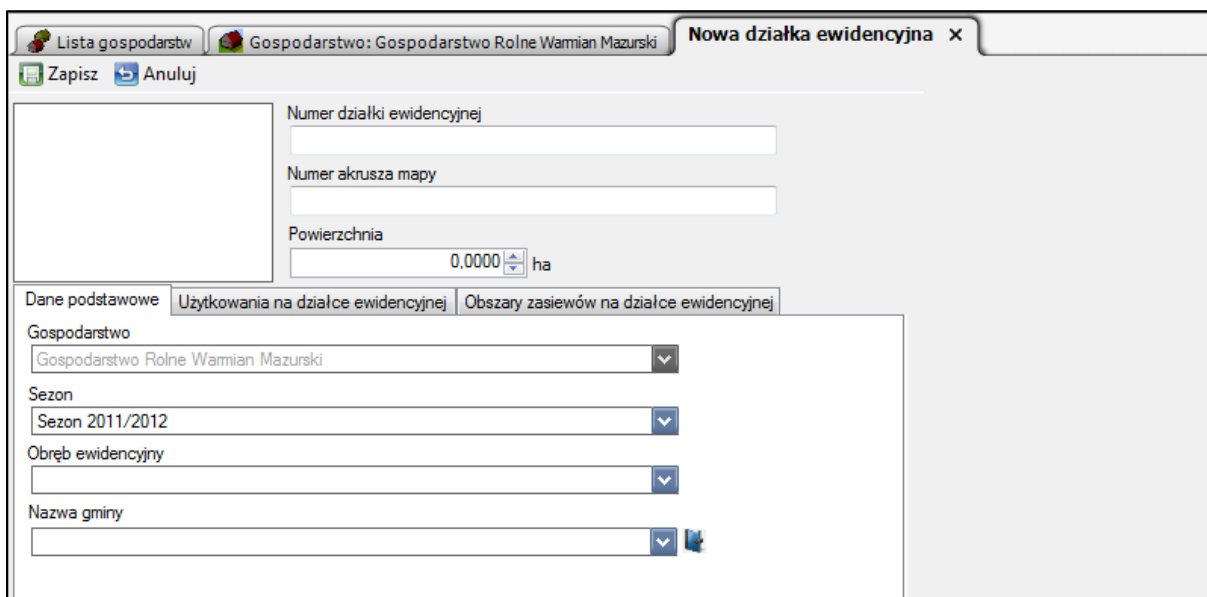 Lista gospodarstw Gospodarstwo: Gospodarstwo Rolne Warmian Mazurski Nowa działka ewidencyjna x
Zapisz Anuluj
Numer działki ewidencyjnej
Numer akrusza mapy
Powierzchnia
0,0000 ha
Dane podstawowe Użytkowania na działce ewidencyjnej Obszary zasiewów na działce ewidencyjnej
Gospodarstwo
Gospodarstwo Rolne Warmian Mazurski
Sezon
Sezon 2011/2012
Obręb ewidencyjny
Nazwa gminy